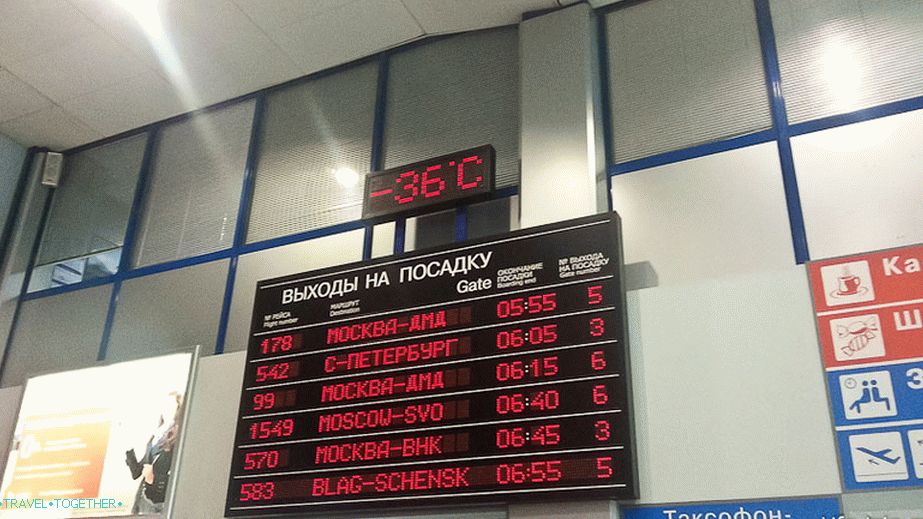 -36°C
ВЫХОДЫ НА ПОСАДКУ
Gate
№ РЕЙСА
Flight number
МАРШРУТ
Destination
ОКОНЧАНИЕ
ПОСАДКИ
Boarding end
№ ВЫХОДА
НА ПОСАДКУ
Gate number
178 МОСКВА-ДМД 05:55 5
542 С-ПЕТЕРБУРГ 06:05 3
99 МОСКВА-ДМД 06:15 6
1549 MOSCOW-SVO 06:40 6
570 МОСКВА-ВНК 06:45 3
583 BLAG-SCHENSK 06:55 5
Ка
Ш
З
Таксофон-
•TRAVEL•TOGETHER•